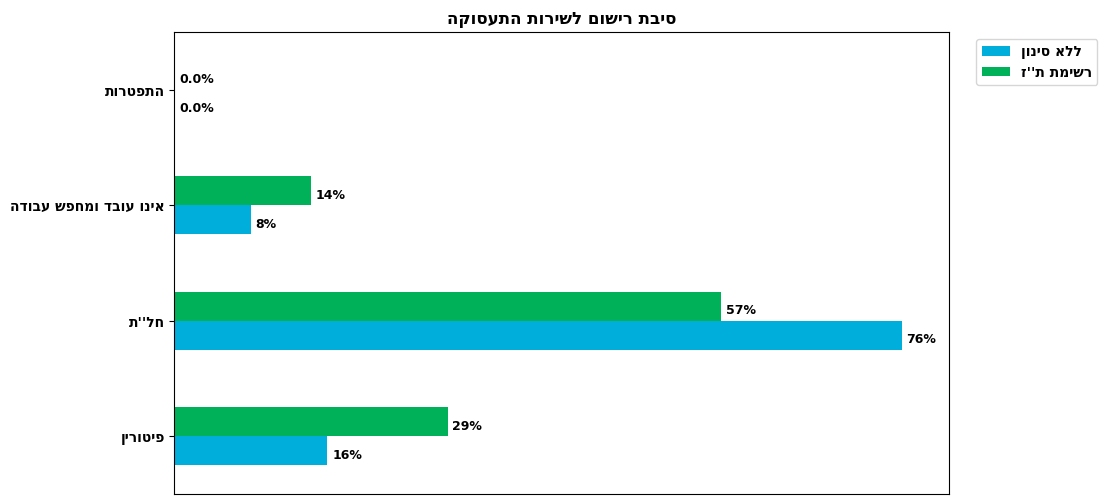 סיבת רישום לשירות התעסוקה
ללא סינון
רשימת ת''ז
התפטרות
0.0%
0.0%
אינו עובד ומחפש עבודה
14%
8%
חל''ת
57%
76%
פיטורין
29%
16%